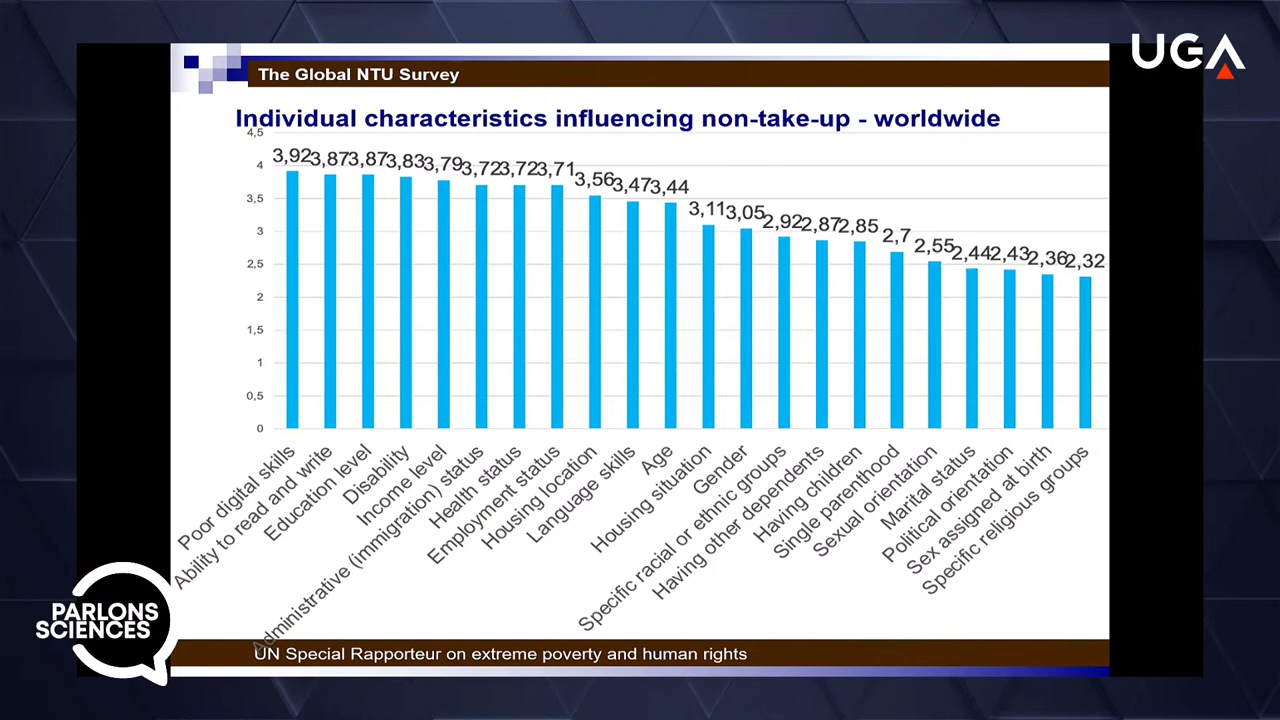 UGA
The Global NTU Survey
Individual characteristics influencing non-take-up - worldwide
4,5
4
3,5
3
2,5
2
1,5
1
0,5
0
3,92
3,87
3,87
3,83
3,79
3,72
3,72
3,71
3,56
3,47
3,44
3,11
3,05
2,92
2,87
2,85
2,7
2,55
2,44
2,43
2,36
2,32
Poor digital skills
Ability to read and write
Education level
Disability
Income level
Administrative (immigration) status
Health status
Employment status
Housing location
Language skills
Age
Housing situation
Gender
Specific racial or ethnic groups
Having other dependents
Having children
Single parenthood
Sexual orientation
Marital status
Political orientation
Sex assigned at birth
Specific religious groups
PARLONS
SCIENCES
UN Special Rapporteur on extreme poverty and human rights